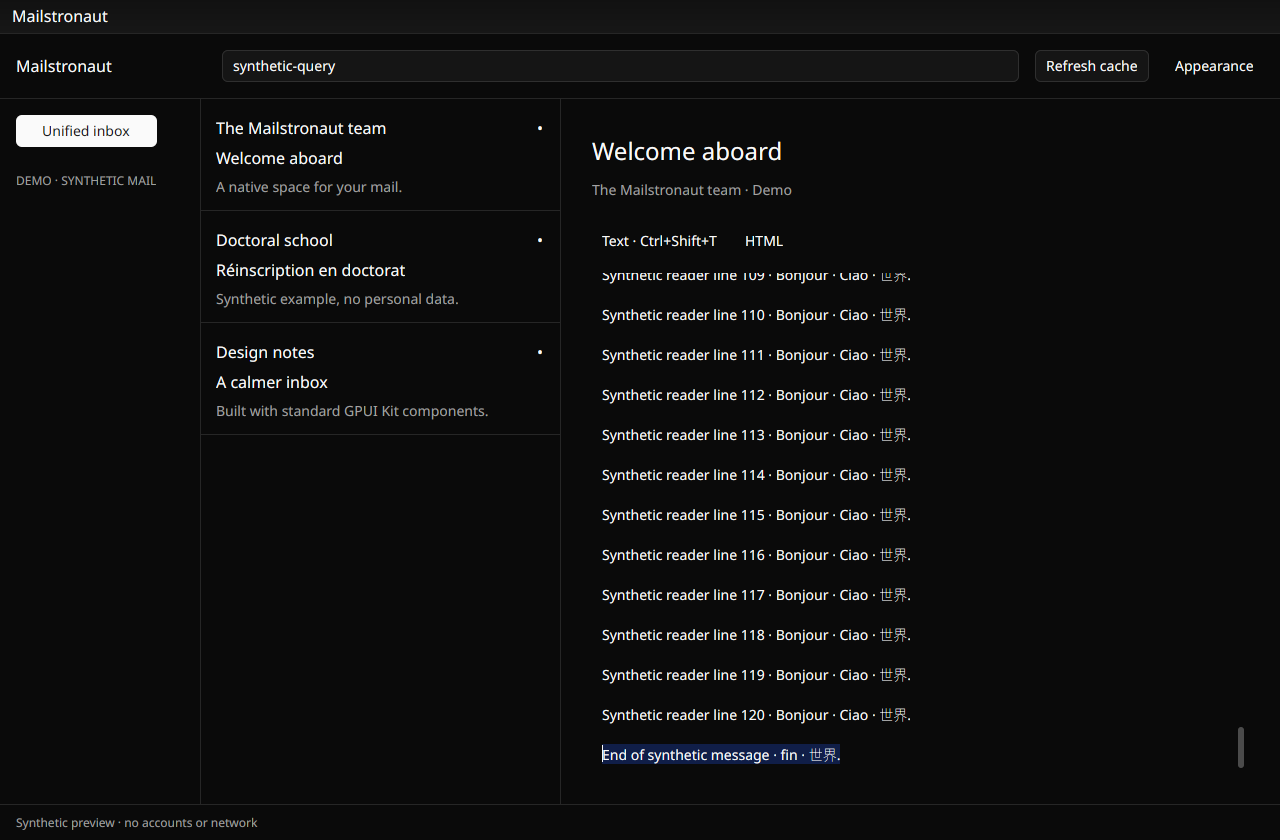 Mailstronaut
Mailstronaut
synthetic-query
Refresh cache
Appearance
Unified inbox
DEMO · SYNTHETIC MAIL
The Mailstronaut team
Welcome aboard
A native space for your mail.
Doctoral school
Réinscription en doctorat
Synthetic example, no personal data.
Design notes
A calmer inbox
Built with standard GPUI Kit components.
Welcome aboard
The Mailstronaut team · Demo
Text · Ctrl+Shift+T
HTML
Synthetic reader line 109 · Bonjour · Ciao · 世界.
Synthetic reader line 110 · Bonjour · Ciao · 世界.
Synthetic reader line 111 · Bonjour · Ciao · 世界.
Synthetic reader line 112 · Bonjour · Ciao · 世界.
Synthetic reader line 113 · Bonjour · Ciao · 世界.
Synthetic reader line 114 · Bonjour · Ciao · 世界.
Synthetic reader line 115 · Bonjour · Ciao · 世界.
Synthetic reader line 116 · Bonjour · Ciao · 世界.
Synthetic reader line 117 · Bonjour · Ciao · 世界.
Synthetic reader line 118 · Bonjour · Ciao · 世界.
Synthetic reader line 119 · Bonjour · Ciao · 世界.
Synthetic reader line 120 · Bonjour · Ciao · 世界.
End of synthetic message · fin · 世界.
Synthetic preview · no accounts or network